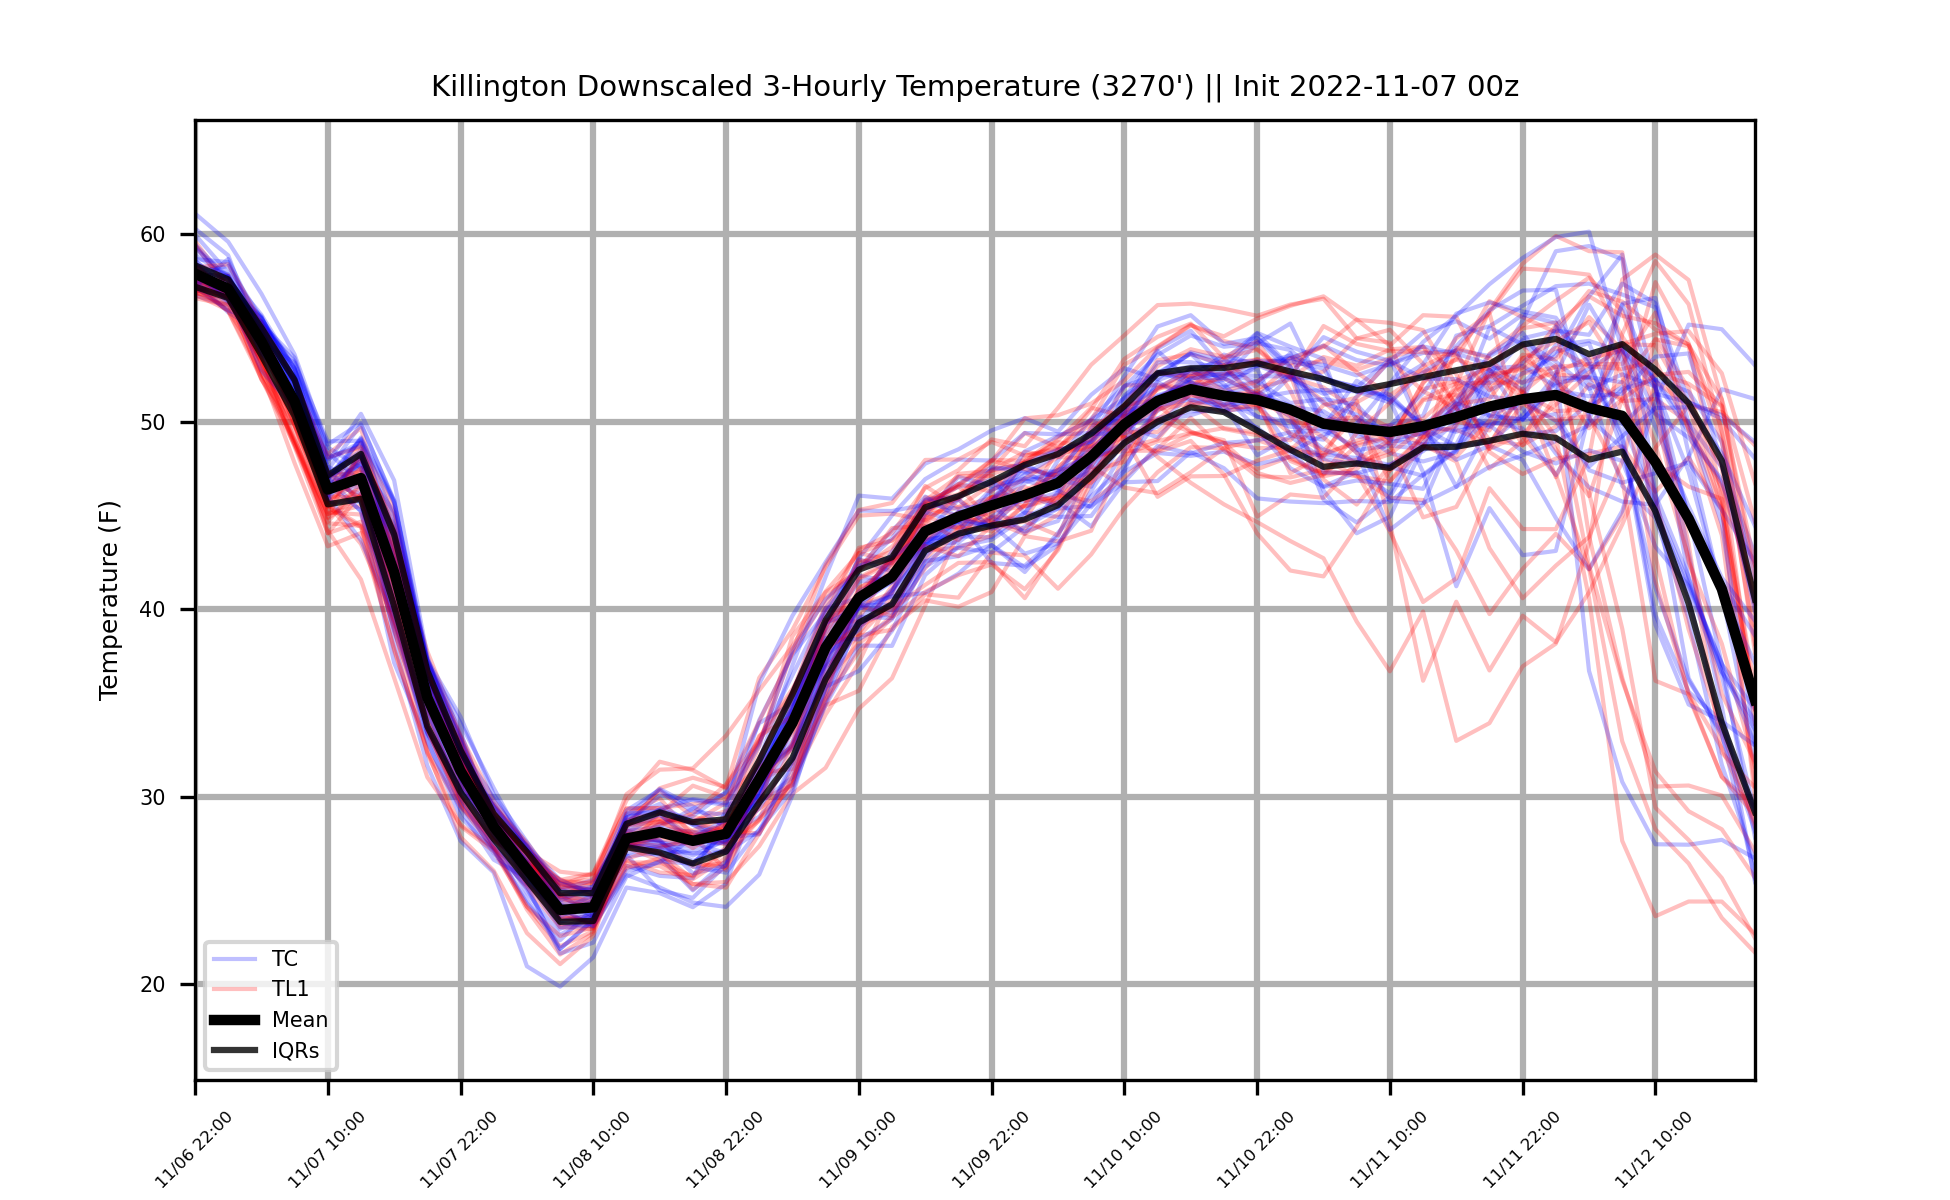 Killington Downscaled 3-Hourly Temperature (3270') || Init 2022-11-07 00z
Temperature (F)
60
50
40
30
20
TC
TL1
Mean
IQRs
11/06 22:00
11/07 10:00
11/07 22:00
11/08 10:00
11/08 22:00
11/09 10:00
11/09 22:00
11/10 10:00
11/10 22:00
11/11 10:00
11/11 22:00
11/12 10:00